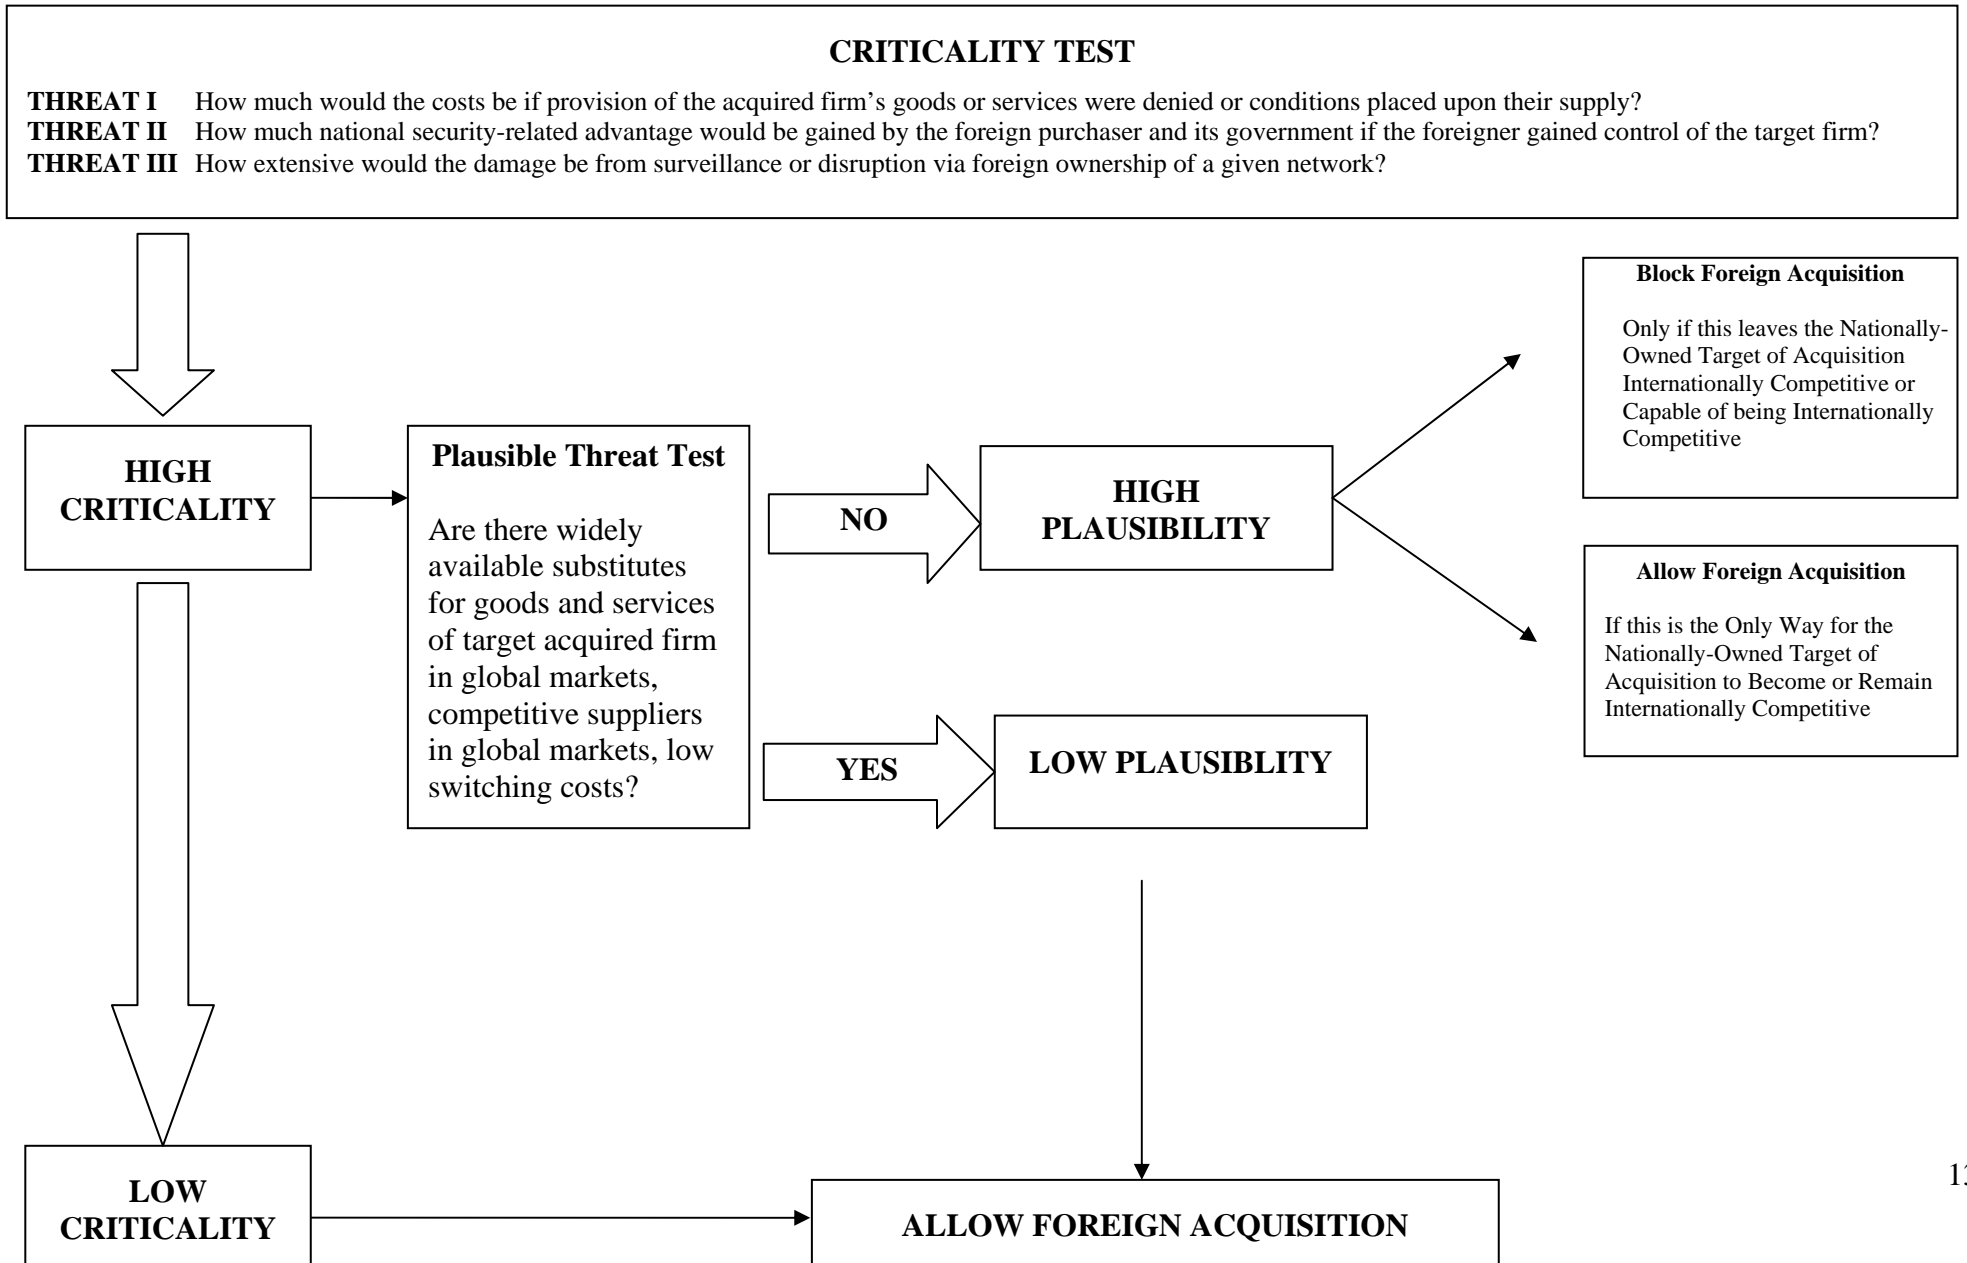 CRITICALITY TEST
THREAT I How much would the costs be if provision of the acquired firm’s goods or services were denied or conditions placed upon their supply?
THREAT II How much national security-related advantage would be gained by the foreign purchaser and its government if the foreigner gained control of the target firm?
THREAT III How extensive would the damage be from surveillance or disruption via foreign ownership of a given network?
HIGH
CRITICALITY
Plausible Threat Test
Are there widely
available substitutes
for goods and services
of target acquired firm
in global markets,
competitive suppliers
in global markets, low
switching costs?
NO
HIGH
PLAUSIBILITY
Block Foreign Acquisition
Only if this leaves the Nationally-
Owned Target of Acquisition
Internationally Competitive or
Capable of being Internationally
Competitive
Allow Foreign Acquisition
If this is the Only Way for the
Nationally-Owned Target of
Acquisition to Become or Remain
Internationally Competitive
YES
LOW PLAUSIBLITY
LOW
CRITICALITY
ALLOW FOREIGN ACQUISITION